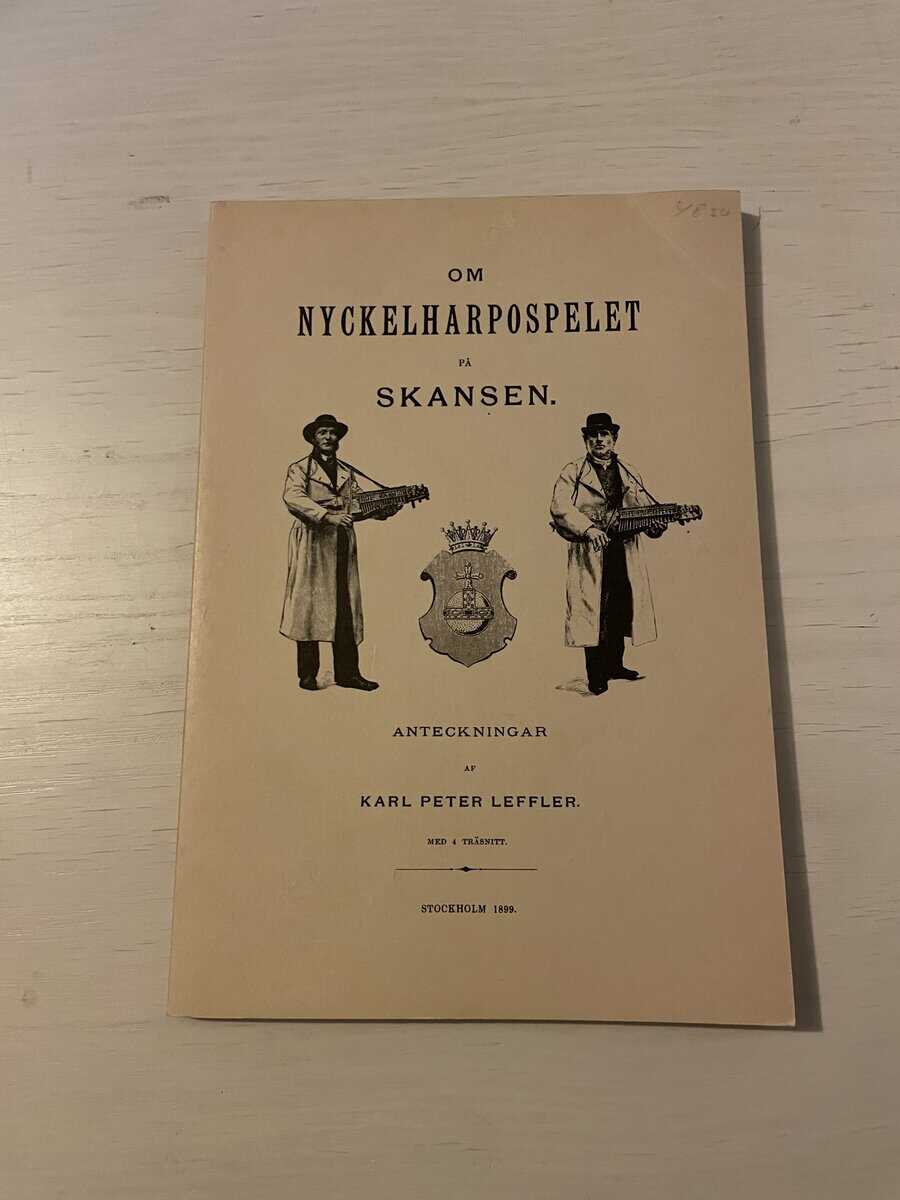 OM
NYCKELHARPOSPELET
PÅ
SKANSEN.
ANTECKNINGAR
AF
KARL PETER LEFFLER.
MED 4 TRÄSNITT.
STOCKHOLM 1899.